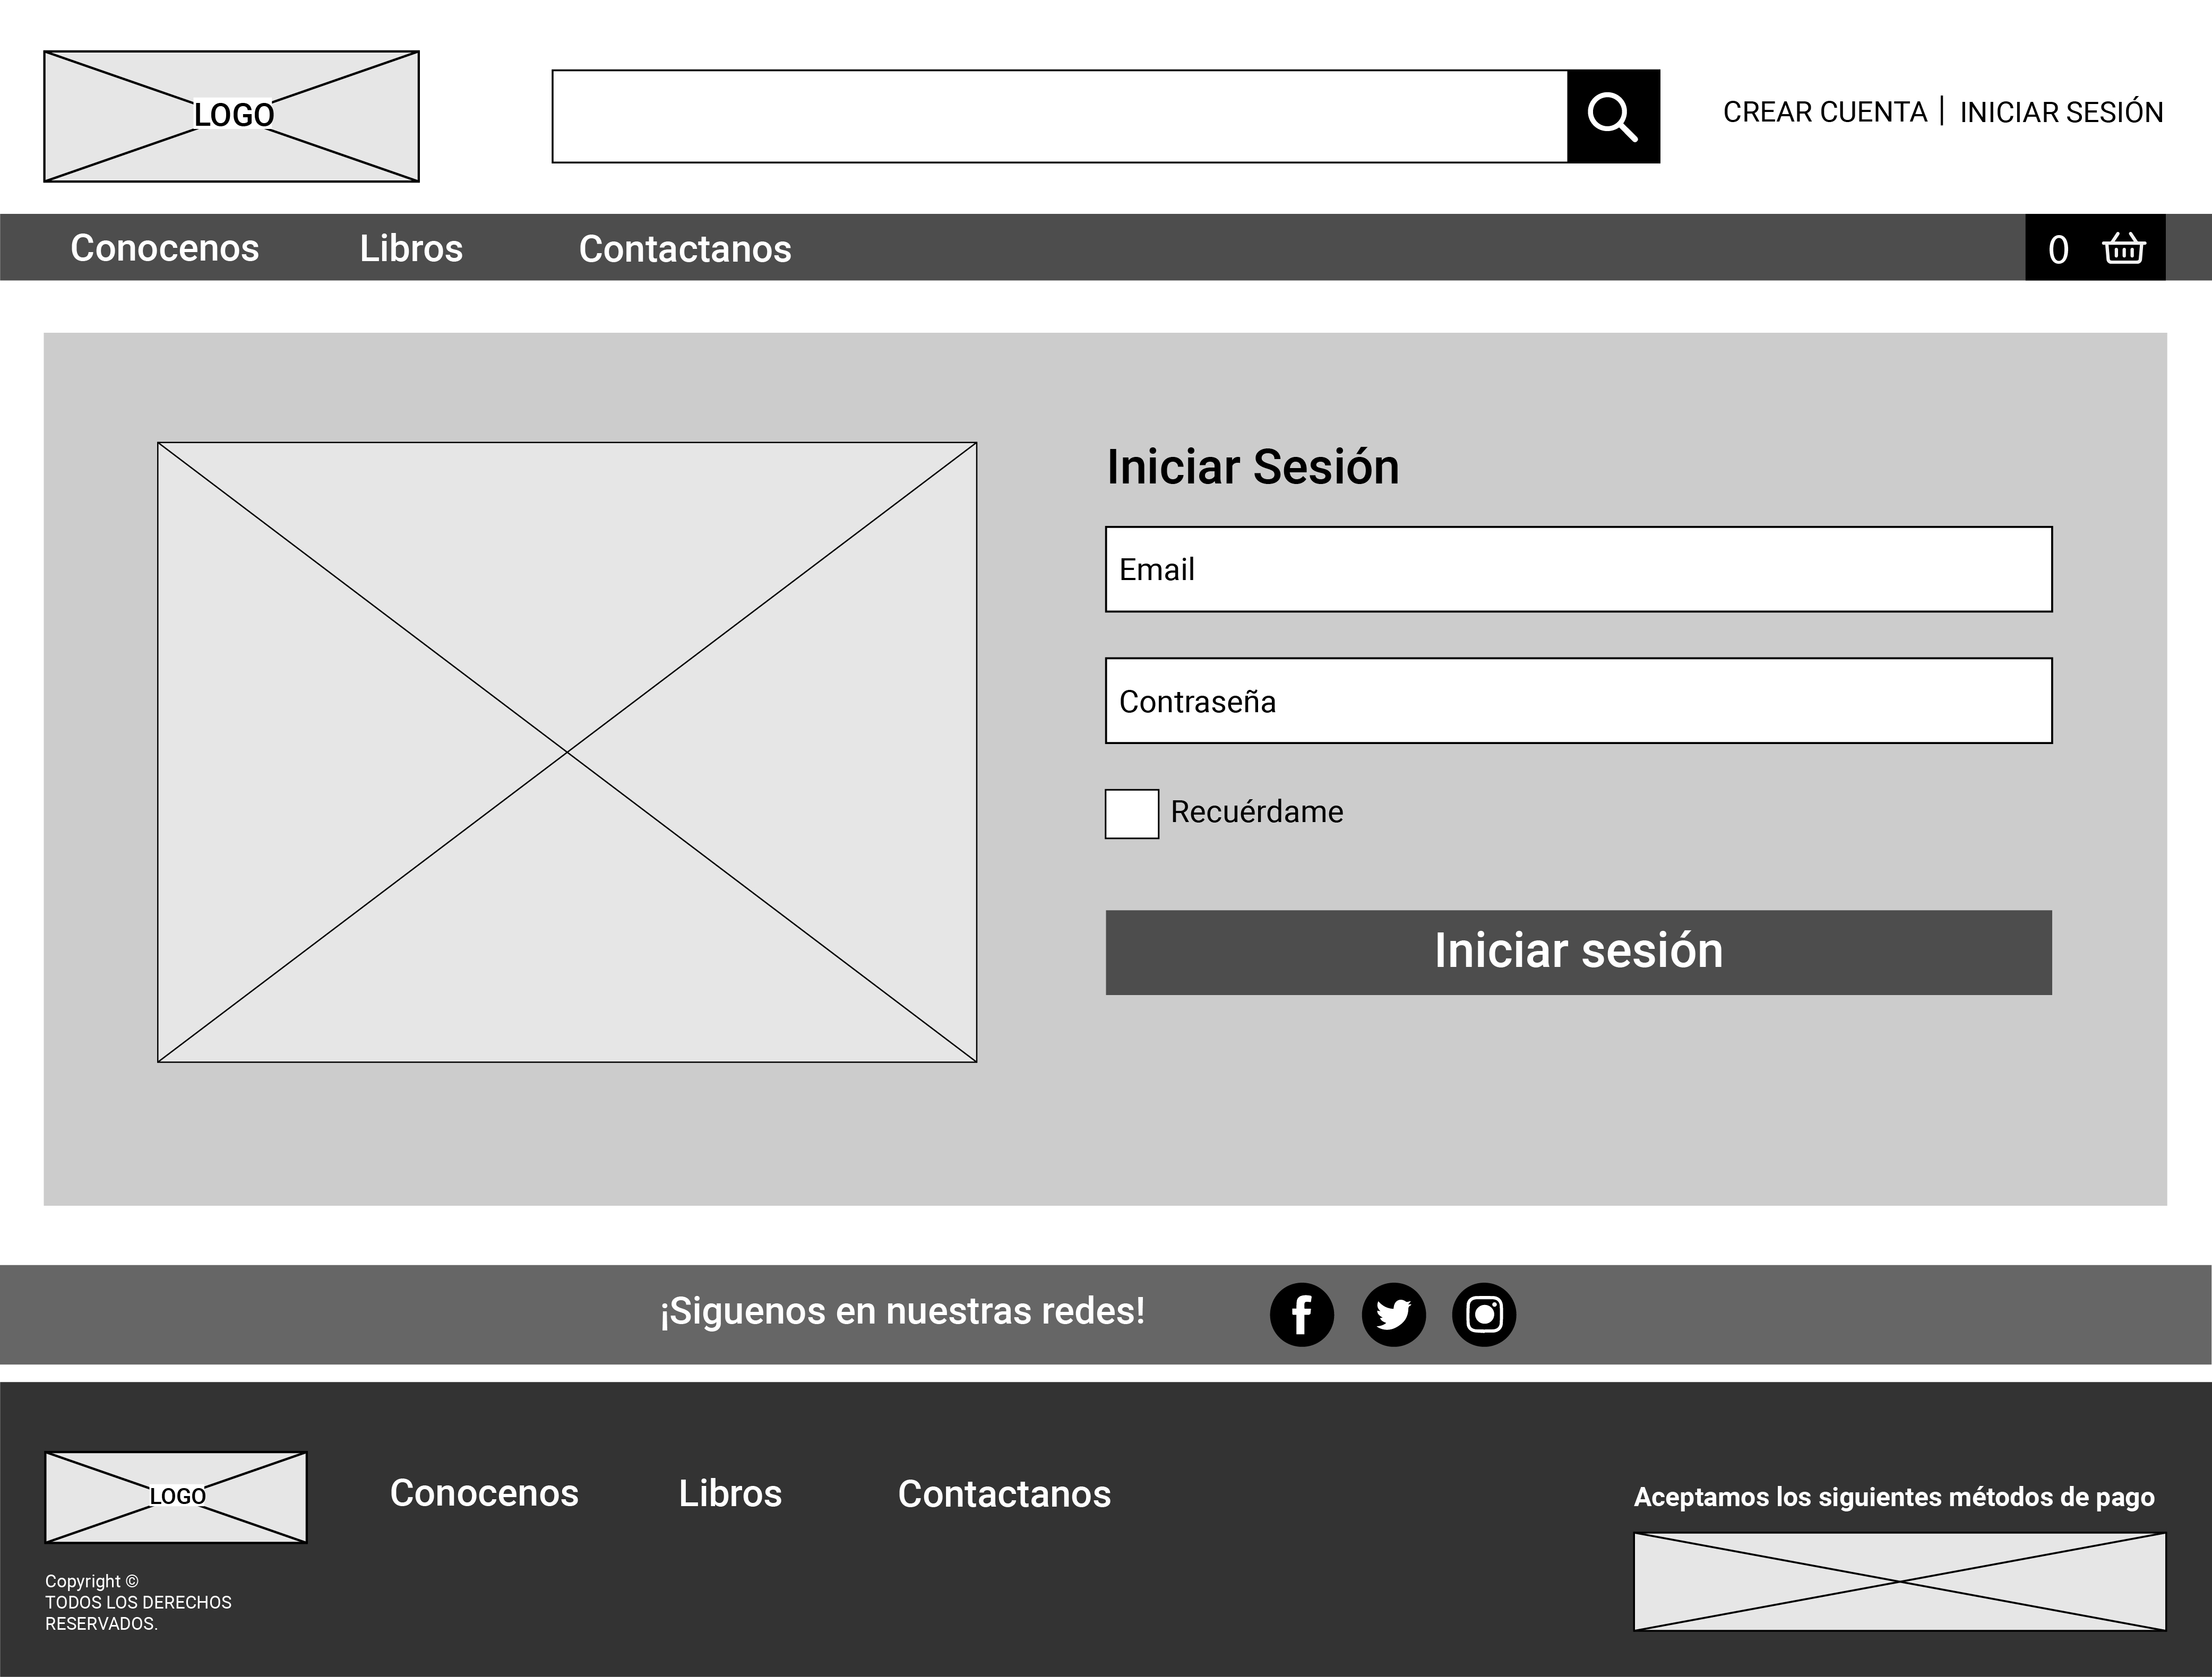 LOGO
CREAR CUENTA | INICIAR SESIÓN
Conocenos Libros Contactanos 0
Iniciar Sesión
Email
Contraseña
Recuérdame
Iniciar sesión
¡Siguenos en nuestras redes!
LOGO
Conocenos Libros Contactanos
Aceptamos los siguientes métodos de pago
Copyright ©
TODOS LOS DERECHOS
RESERVADOS.